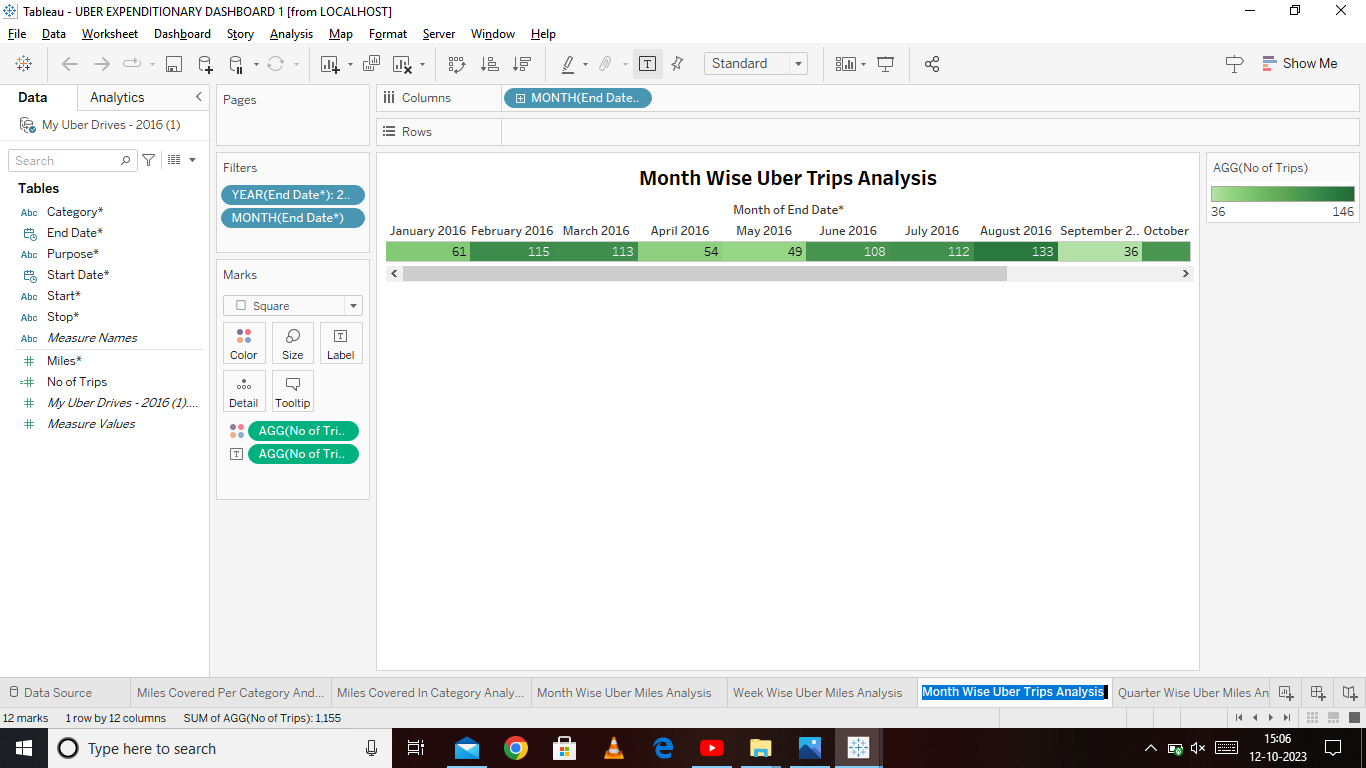 Tableau - UBER EXPENDITIONARY DASHBOARD 1 [from LOCALHOST]
File Data Worksheet Dashboard Story Analysis Map Format Server Window Help
Standard
Show Me
Data Analytics
My Uber Drives - 2016 (1)
Search
Tables
Abc Category*
End Date*
Abc Purpose*
Start Date*
Abc Start*
Abc Stop*
Abc Measure Names
Miles*
No of Trips
My Uber Drives - 2016 (1)....
Measure Values
Pages
Filters
YEAR(End Date*): 2..
MONTH(End Date*)
Marks
Square
Color Size Label
Detail Tooltip
AGG(No of Tri..
AGG(No of Tri..
Columns MONTH(End Date..
Rows
Month Wise Uber Trips Analysis
Month of End Date*
January 2016 February 2016 March 2016 April 2016 May 2016 June 2016 July 2016 August 2016 September 2.. October
61 115 113 54 49 108 112 133 36
AGG(No of Trips)
36 146
Data Source Miles Covered Per Category And... Miles Covered In Category Analy... Month Wise Uber Miles Analysis Week Wise Uber Miles Analysis Month Wise Uber Trips Analysis Quarter Wise Uber Miles An
12 marks 1 row by 12 columns SUM of AGG(No of Trips): 1,155
Type here to search
15:06
12-10-2023